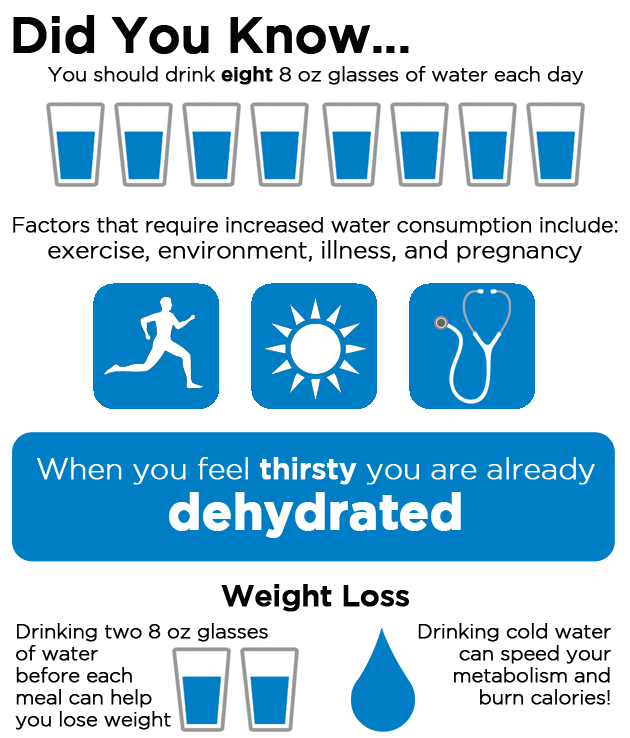 Did You Know...
You should drink eight 8 oz glasses of water each day
Factors that require increased water consumption include:
exercise, environment, illness, and pregnancy
When you feel thirsty you are already
dehydrated
Weight Loss
Drinking two 8 oz glasses
of water
before each
meal can help
you lose weight
Drinking cold water
can speed your
metabolism and
burn calories!